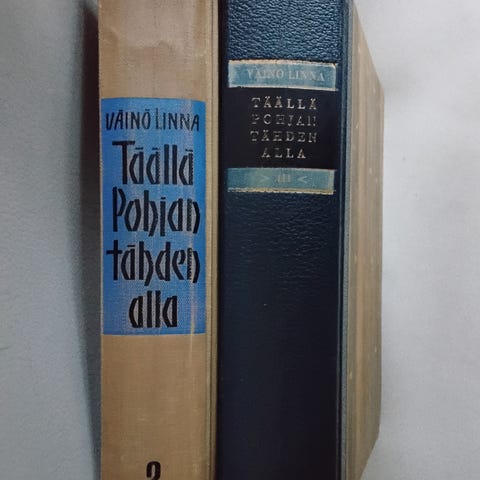 VÄINÖ LINNA
Täällä
Pohjan
tähden
alla
2
VÄINÖ LINNA
TÄÄLLÄ
POHJAN
TÄHDEN
ALLA
> III <